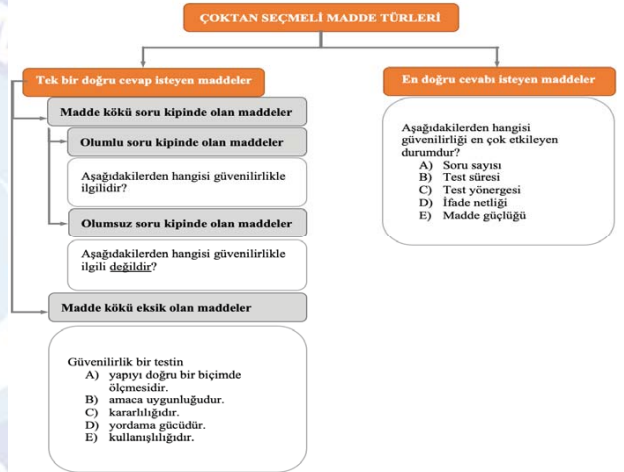 ÇOKTAN SEÇMELİ MADDE TÜRLERİ
Tek bir doğru cevap isteyen maddeler
Madde kökü soru kipinde olan maddeler
Olumlu soru kipinde olan maddeler
Aşağıdakilerden hangisi güvenilirlikle
ilgilidir?
Olumsuz soru kipinde olan maddeler
Aşağıdakilerden hangisi güvenilirlikle
ilgili değildir?
Madde kökü eksik olan maddeler
Güvenilirlik bir testin
A) yapıyı doğru bir biçimde
ölçmesidir.
B) amaca uygunluğudur.
C) kararlılığıdır.
D) yordama gücüdür.
E) kullanışlılığıdır.
En doğru cevabı isteyen maddeler
Aşağıdakilerden hangisi
güvenilirliği en çok etkileyen
durumdur?
A) Soru sayısı
B) Test süresi
C) Test yönergesi
D) İfade netliği
E) Madde güçlüğü